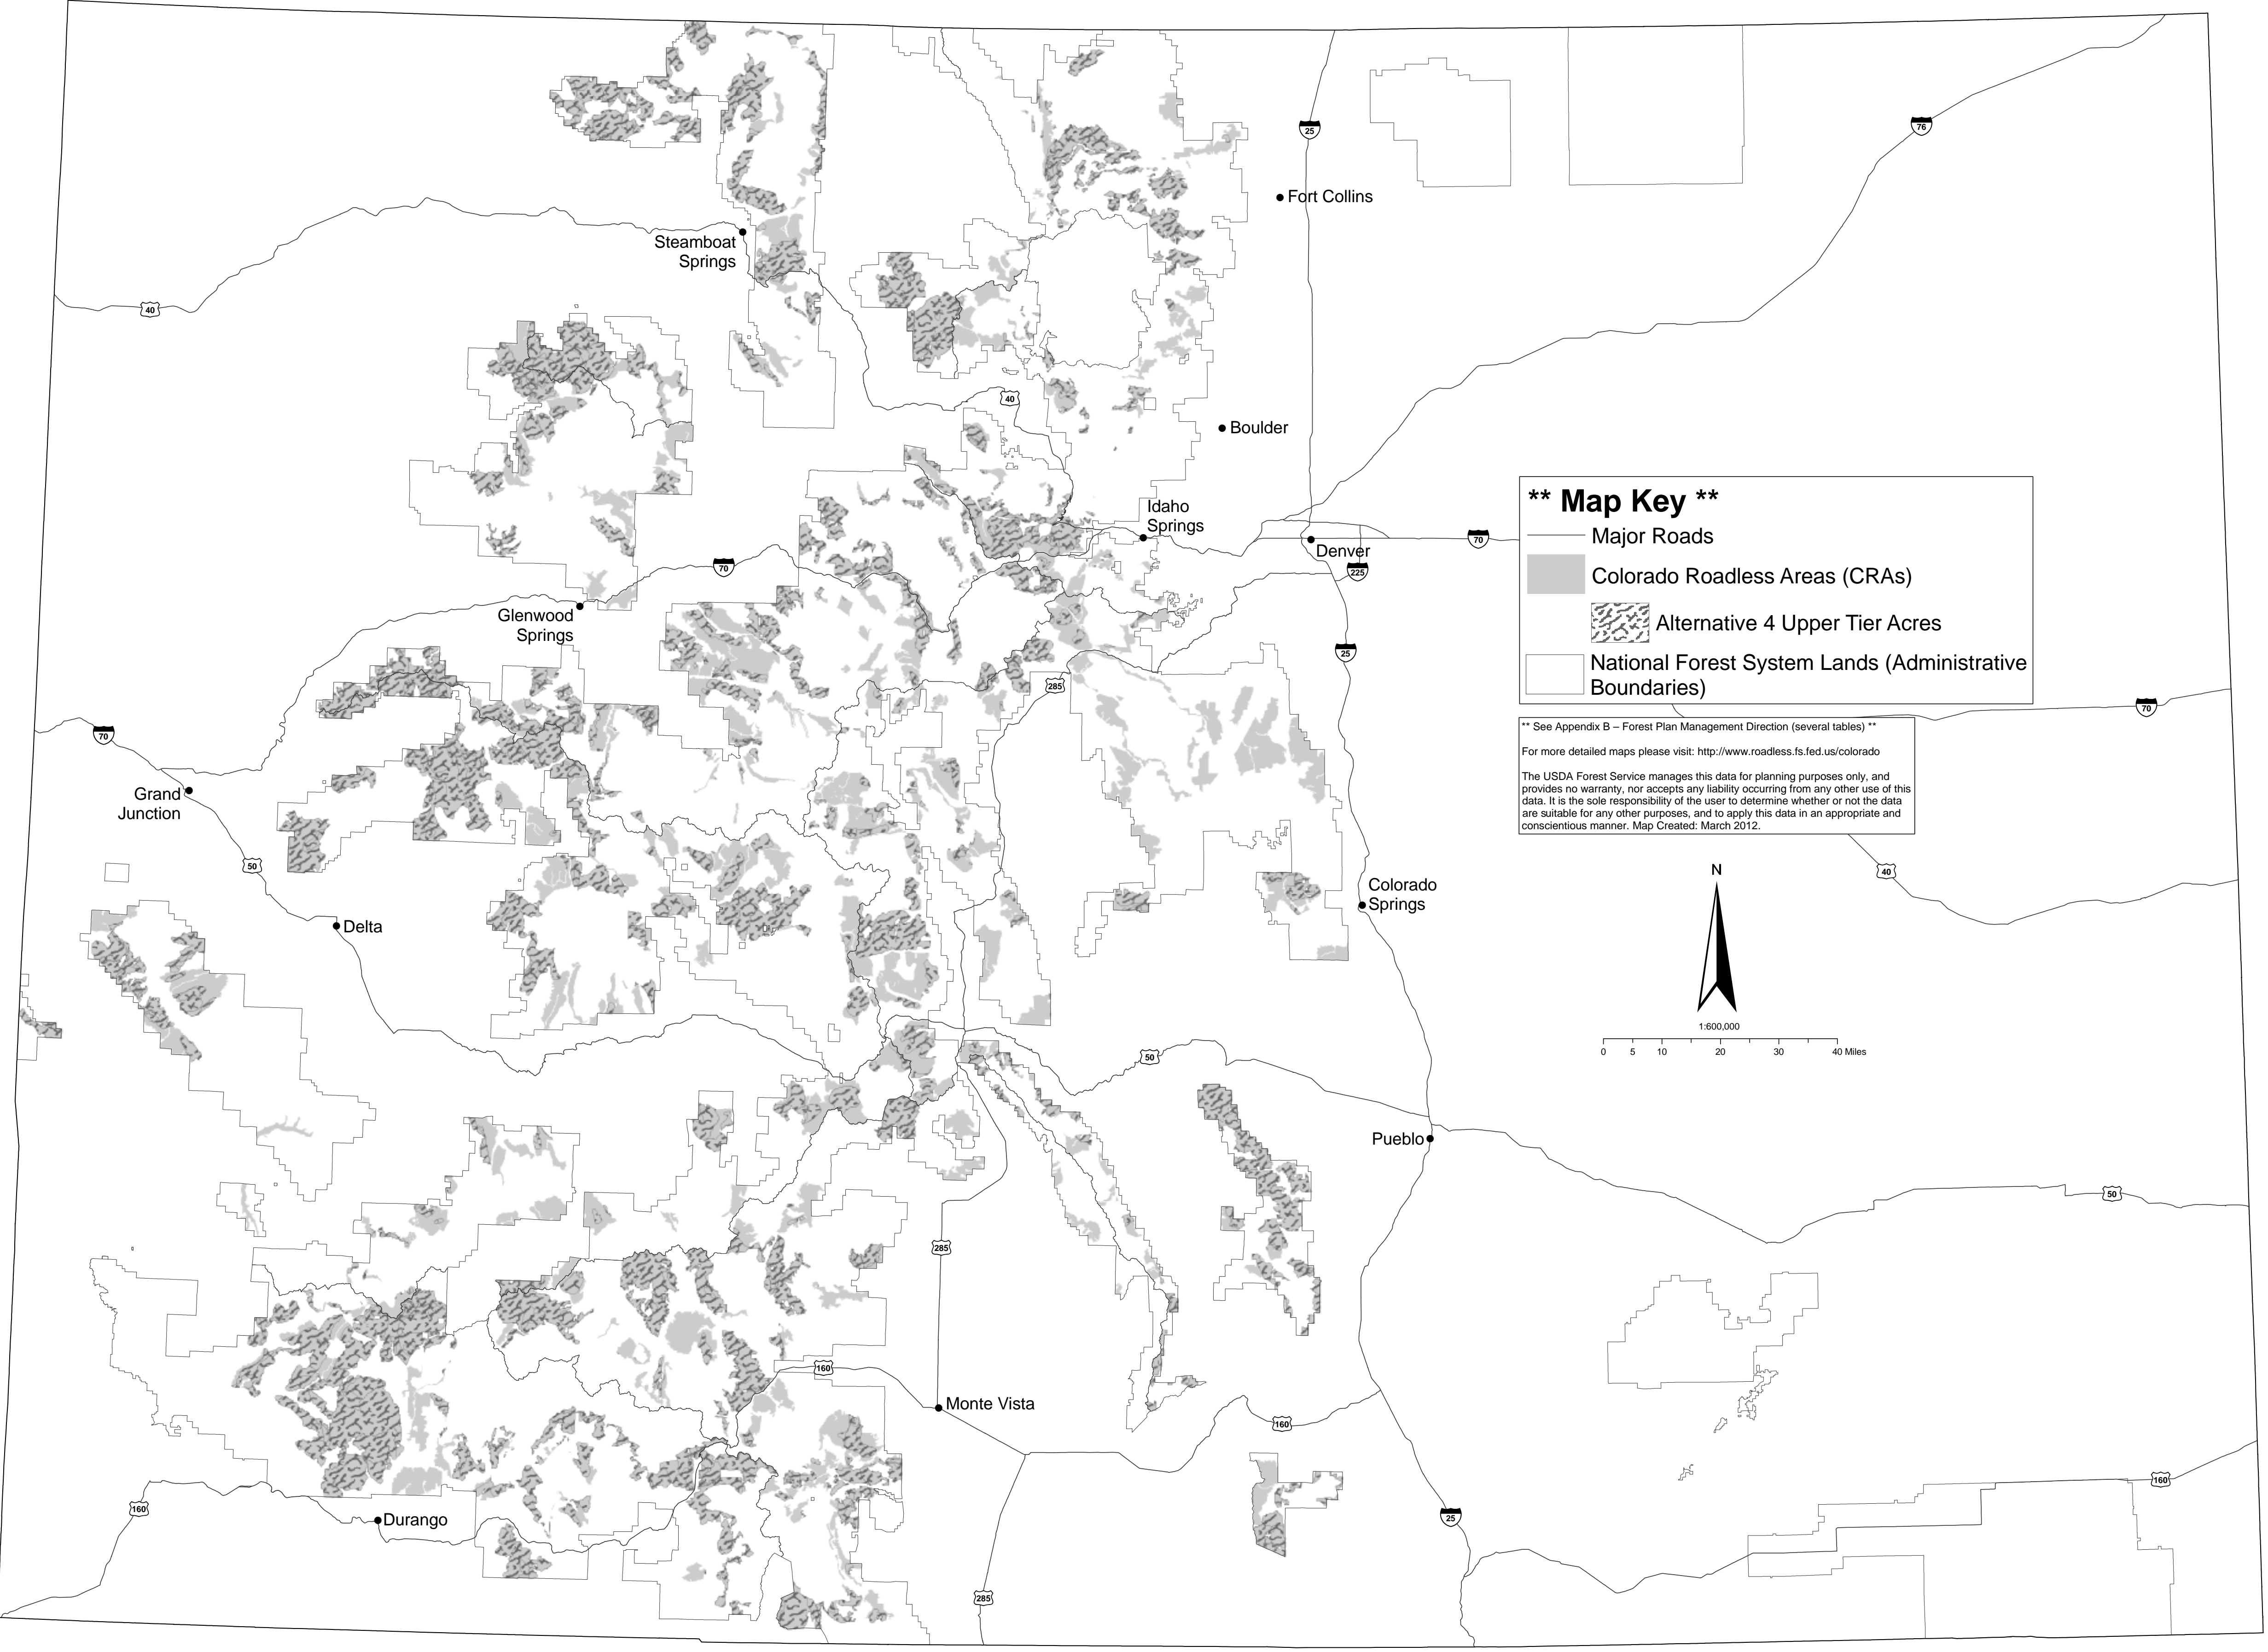 25
76
Fort Collins
Steamboat
Springs
40
40
Boulder
** Map Key **
Major Roads
Colorado Roadless Areas (CRAs)
Alternative 4 Upper Tier Acres
National Forest System Lands (Administrative
Boundaries)
Idaho
Springs
70
Denver
70
225
70
Glenwood
Springs
25
285
70
** See Appendix B – Forest Plan Management Direction (several tables) **
For more detailed maps please visit: http://www.roadless.fs.fed.us/colorado
The USDA Forest Service manages this data for planning purposes only, and
provides no warranty, nor accepts any liability occurring from any other use of this
data. It is the sole responsibility of the user to determine whether or not the data
are suitable for any other purposes, and to apply this data in an appropriate and
conscientious manner. Map Created: March 2012.
70
Grand
Junction
50
40
N
Colorado
Springs
Delta
1:600,000
0 5 10 20 30 40 Miles
50
Pueblo
50
285
160
Monte Vista
160
160
160
Durango
25
285